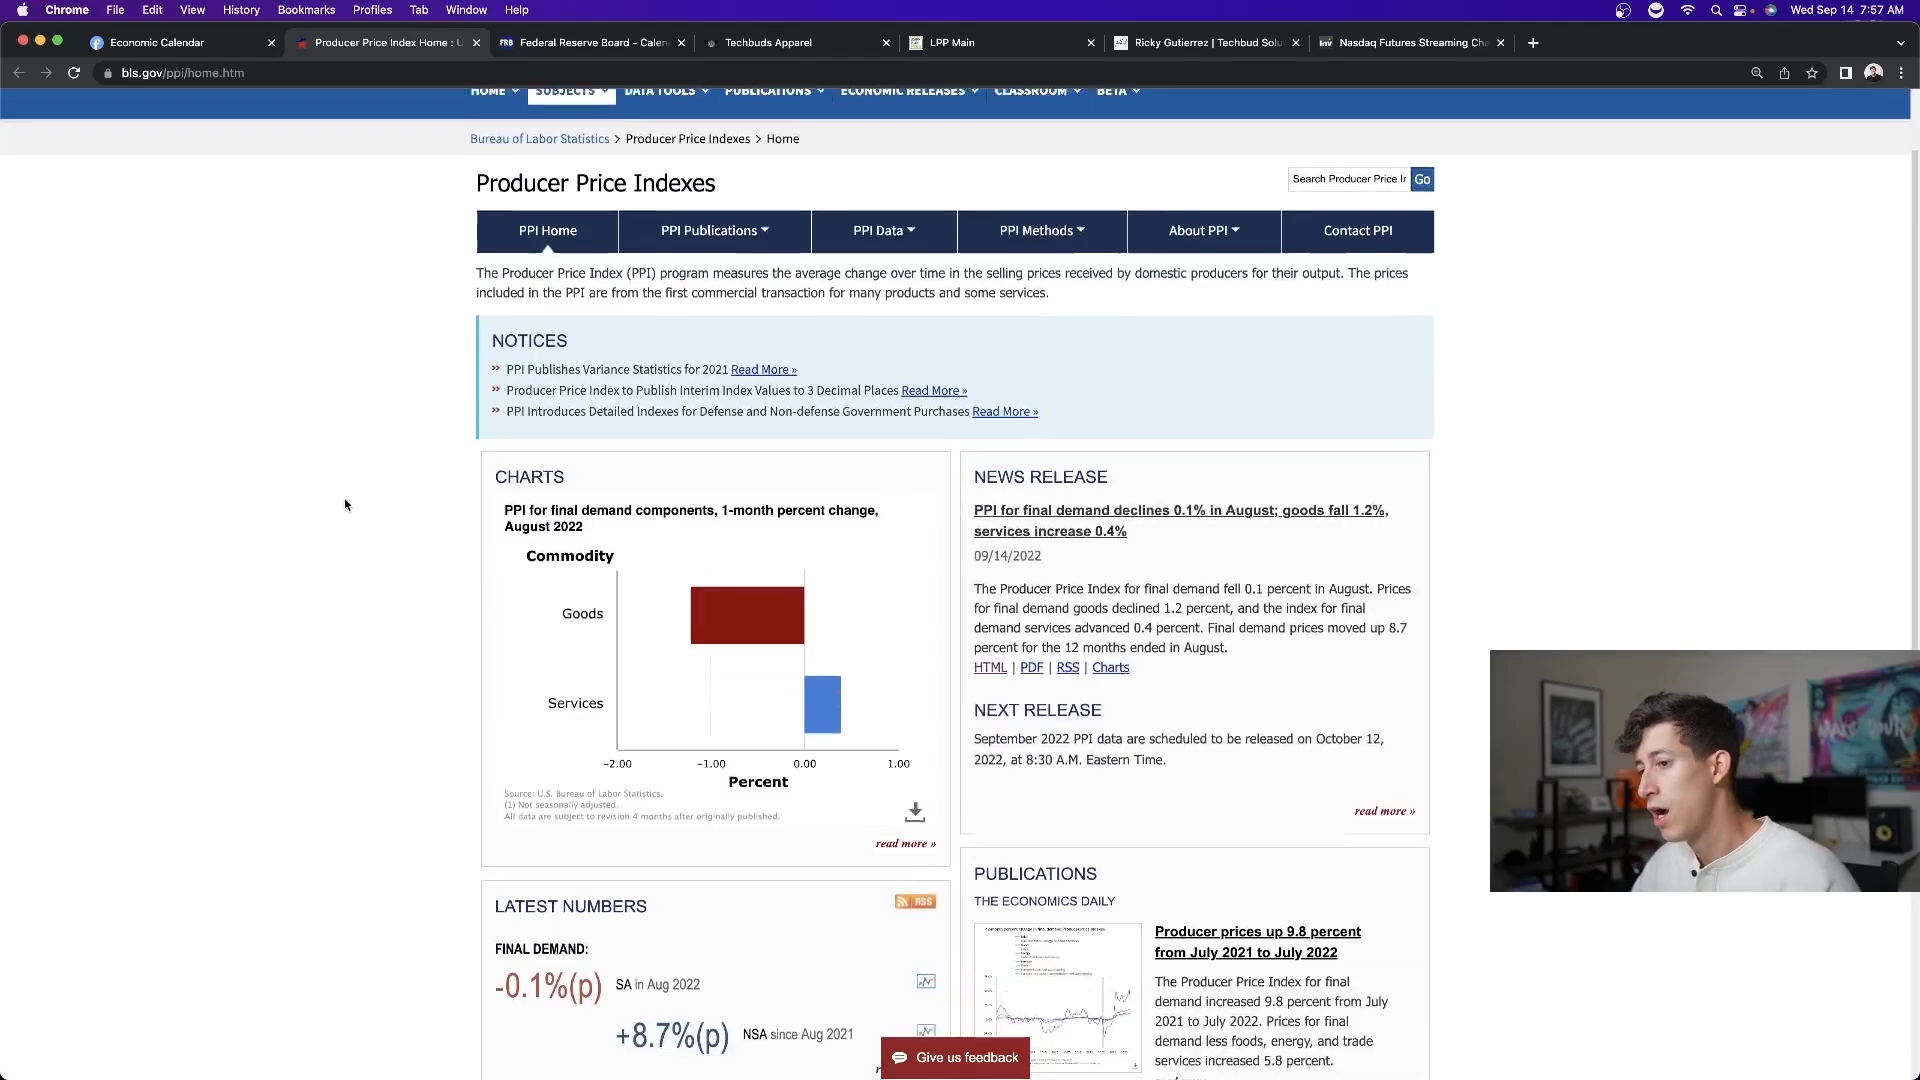 Chrome File Edit View History Bookmarks Profiles Tab Window Help Wed Sep 14 7:57 AM
Economic Calendar Producer Price Index Home : U Federal Reserve Board - Calen Techbuds Apparel LPP Main Ricky Gutierrez | Techbud Solu Nasdaq Futures Streaming Cha
bls.gov/ppi/home.htm
HOME SUBJECTS DATA TOOLS PUBLICATIONS ECONOMIC RELEASES CLASSROOM BETA
Bureau of Labor Statistics > Producer Price Indexes > Home
Producer Price Indexes
Search Producer Price Ir Go
PPI Home PPI Publications PPI Data PPI Methods About PPI Contact PPI
The Producer Price Index (PPI) program measures the average change over time in the selling prices received by domestic producers for their output. The prices
included in the PPI are from the first commercial transaction for many products and some services.
NOTICES
PPI Publishes Variance Statistics for 2021 Read More »
Producer Price Index to Publish Interim Index Values to 3 Decimal Places Read More »
PPI Introduces Detailed Indexes for Defense and Non-defense Government Purchases Read More »
CHARTS
PPI for final demand components, 1-month percent change,
August 2022
Commodity
Goods
Services
-2.00 -1.00 0.00 1.00
Percent
Source: U.S. Bureau of Labor Statistics.
(1) Not seasonally adjusted.
All data are subject to revision 4 months after originally published.
read more »
NEWS RELEASE
PPI for final demand declines 0.1% in August; goods fall 1.2%,
services increase 0.4%
09/14/2022
The Producer Price Index for final demand fell 0.1 percent in August. Prices
for final demand goods declined 1.2 percent, and the index for final
demand services advanced 0.4 percent. Final demand prices moved up 8.7
percent for the 12 months ended in August.
HTML | PDF | RSS | Charts
NEXT RELEASE
September 2022 PPI data are scheduled to be released on October 12,
2022, at 8:30 A.M. Eastern Time.
read more »
LATEST NUMBERS
RSS
FINAL DEMAND:
-0.1%(p) SA in Aug 2022
+8.7%(p) NSA since Aug 2021
PUBLICATIONS
THE ECONOMICS DAILY
Producer prices up 9.8 percent
from July 2021 to July 2022
The Producer Price Index for final
demand increased 9.8 percent from July
2021 to July 2022. Prices for final
demand less foods, energy, and trade
services increased 5.8 percent.
Give us feedback
MAKE YOUR